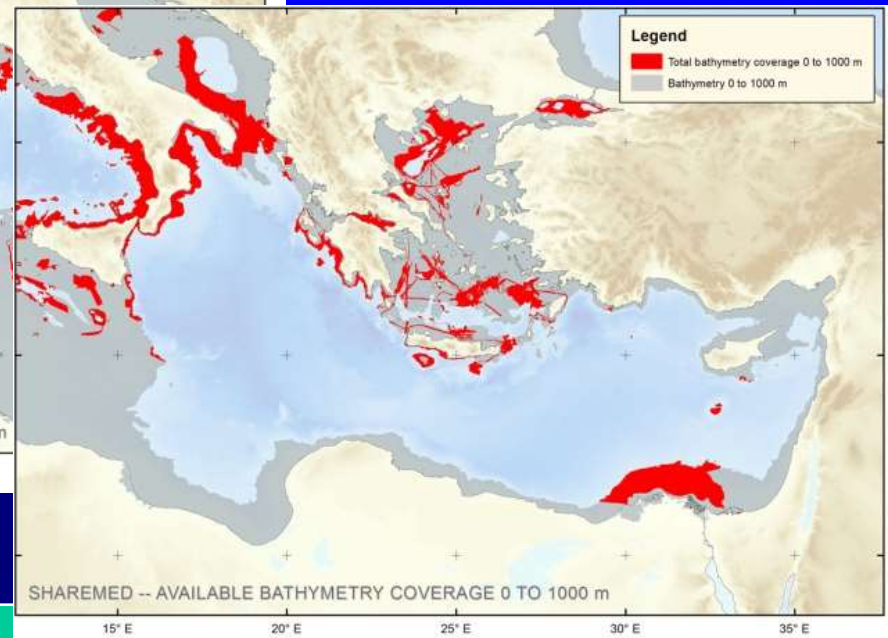 Legend
Total bathymetry coverage 0 to 1000 m
Bathymetry 0 to 1000 m
m
SHAREMED -- AVAILABLE BATHYMETRY COVERAGE 0 TO 1000 m
15° E 20° E 25° E 30° E 35° E